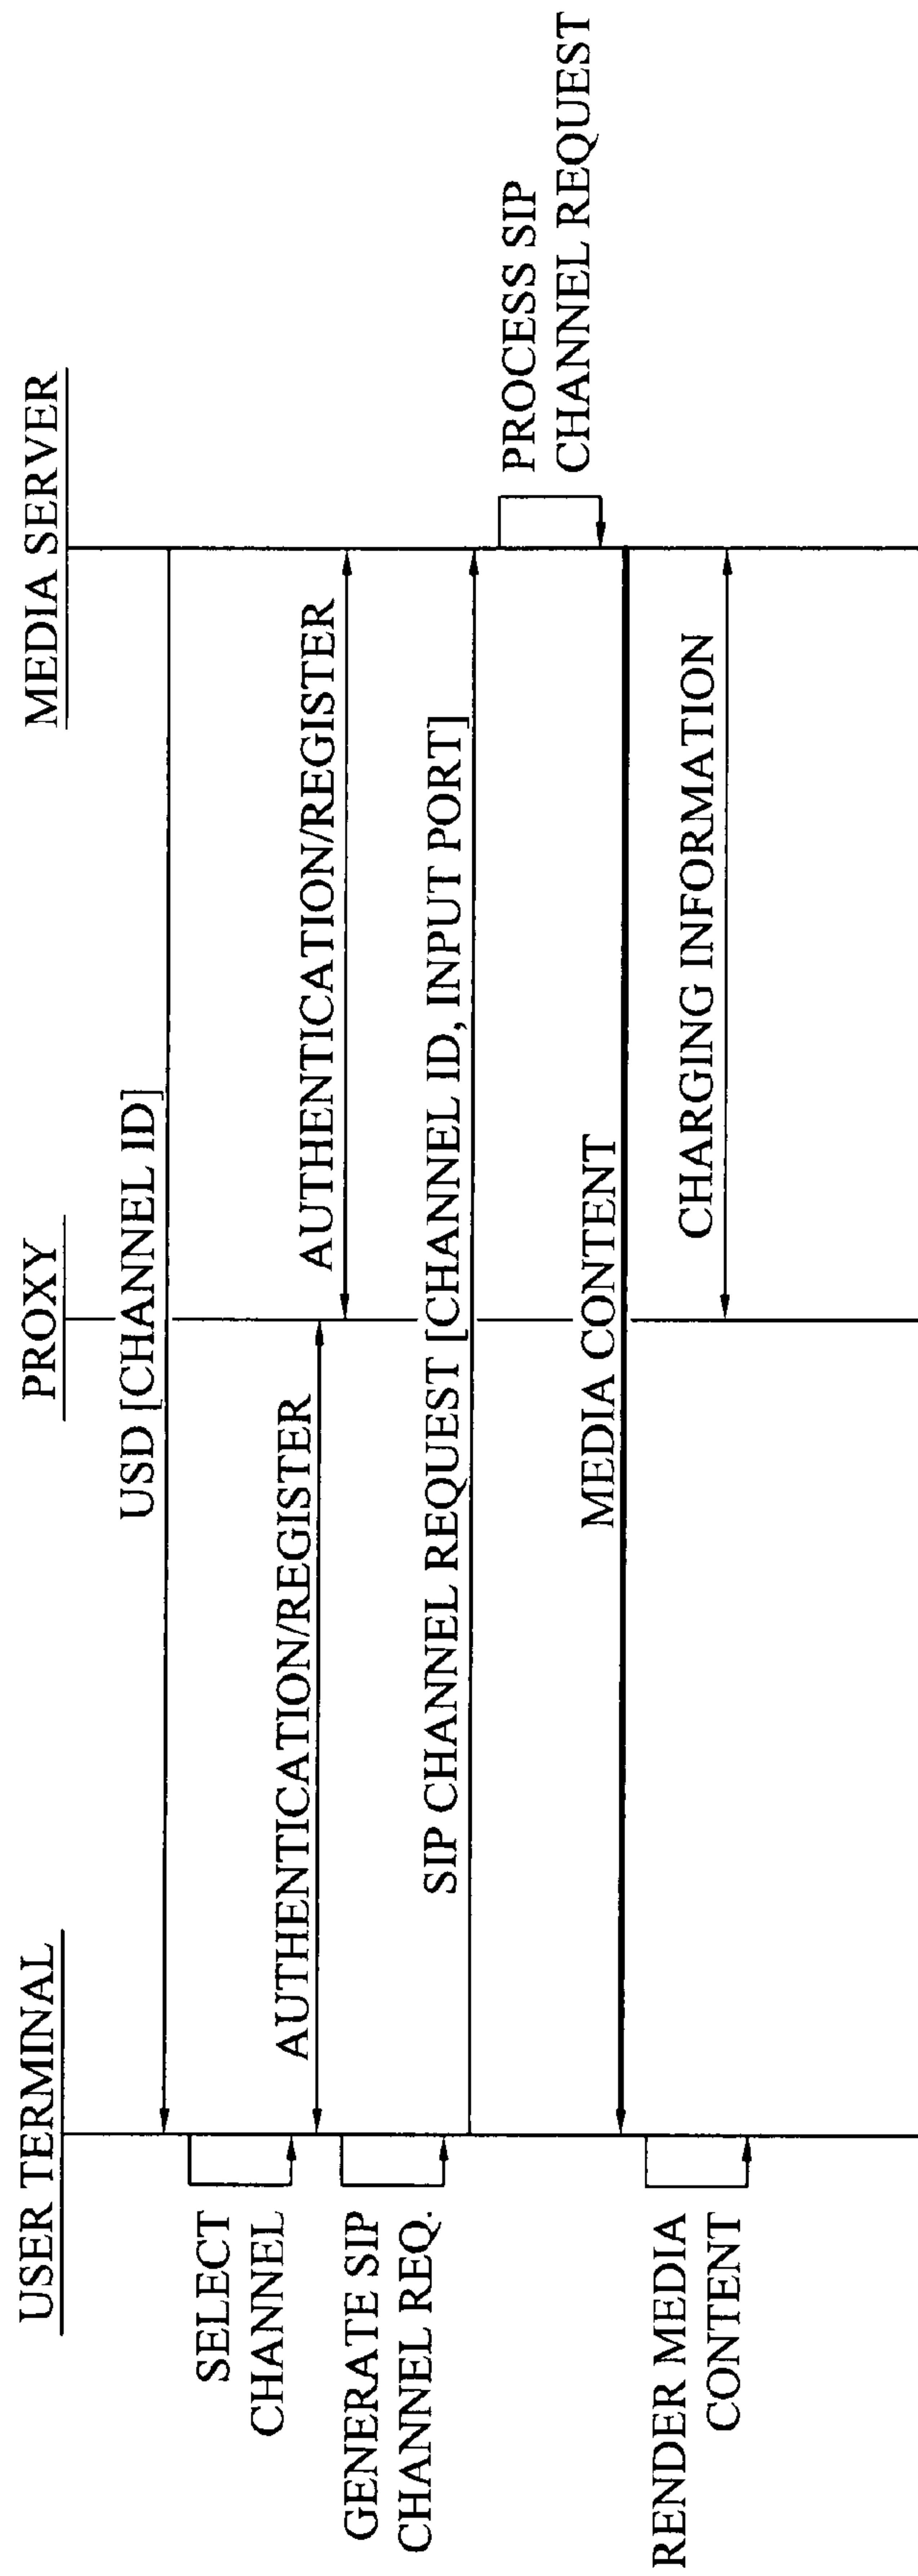 USER TERMINAL
PROXY
MEDIA SERVER
USD [CHANNEL ID]
SELECT
CHANNEL
AUTHENTICATION/REGISTER
AUTHENTICATION/REGISTER
GENERATE SIP
CHANNEL REQ.
SIP CHANNEL REQUEST [CHANNEL ID, INPUT PORT]
PROCESS SIP
CHANNEL REQUEST
MEDIA CONTENT
RENDER MEDIA
CONTENT
CHARGING INFORMATION